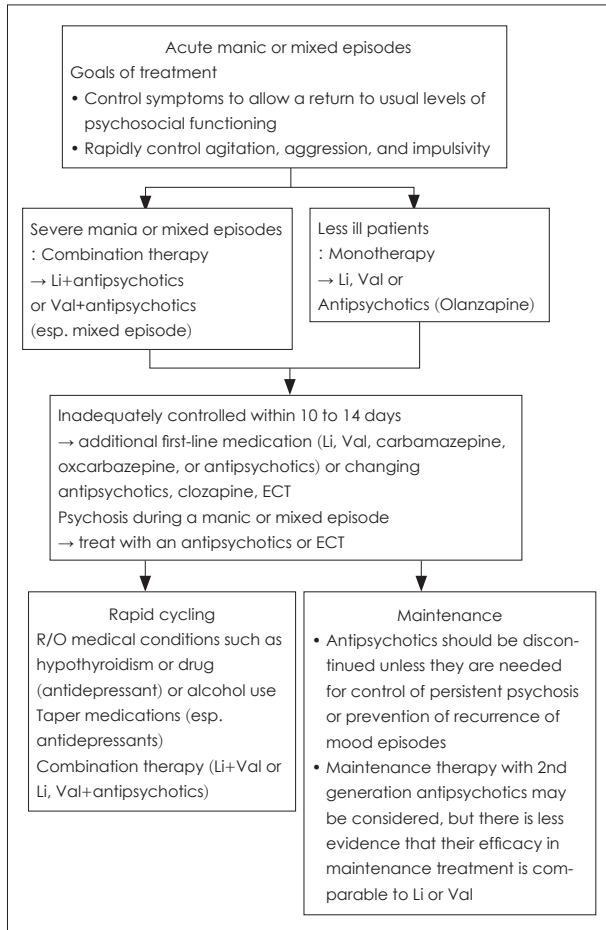 Acute manic or mixed episodes
Goals of treatment
• Control symptoms to allow a return to usual levels of
psychosocial functioning
• Rapidly control agitation, aggression, and impulsivity
Severe mania or mixed episodes
: Combination therapy
→ Li+antipsychotics
or Val+antipsychotics
(esp. mixed episode)
Less ill patients
: Monotherapy
→ Li, Val or
Antipsychotics (Olanzapine)
Inadequately controlled within 10 to 14 days
→ additional first-line medication (Li, Val, carbamazepine,
oxcarbazepine, or antipsychotics) or changing
antipsychotics, clozapine, ECT
Psychosis during a manic or mixed episode
→ treat with an antipsychotics or ECT
Rapid cycling
R/O medical conditions such as
hypothyroidism or drug
(antidepressant) or alcohol use
Taper medications (esp.
antidepressants)
Combination therapy (Li+Val or
Li, Val+antipsychotics)
Maintenance
• Antipsychotics should be discon-
tinued unless they are needed
for control of persistent psychosis
or prevention of recurrence of
mood episodes
• Maintenance therapy with 2nd
generation antipsychotics may
be considered, but there is less
evidence that their efficacy in
maintenance treatment is com-
parable to Li or Val